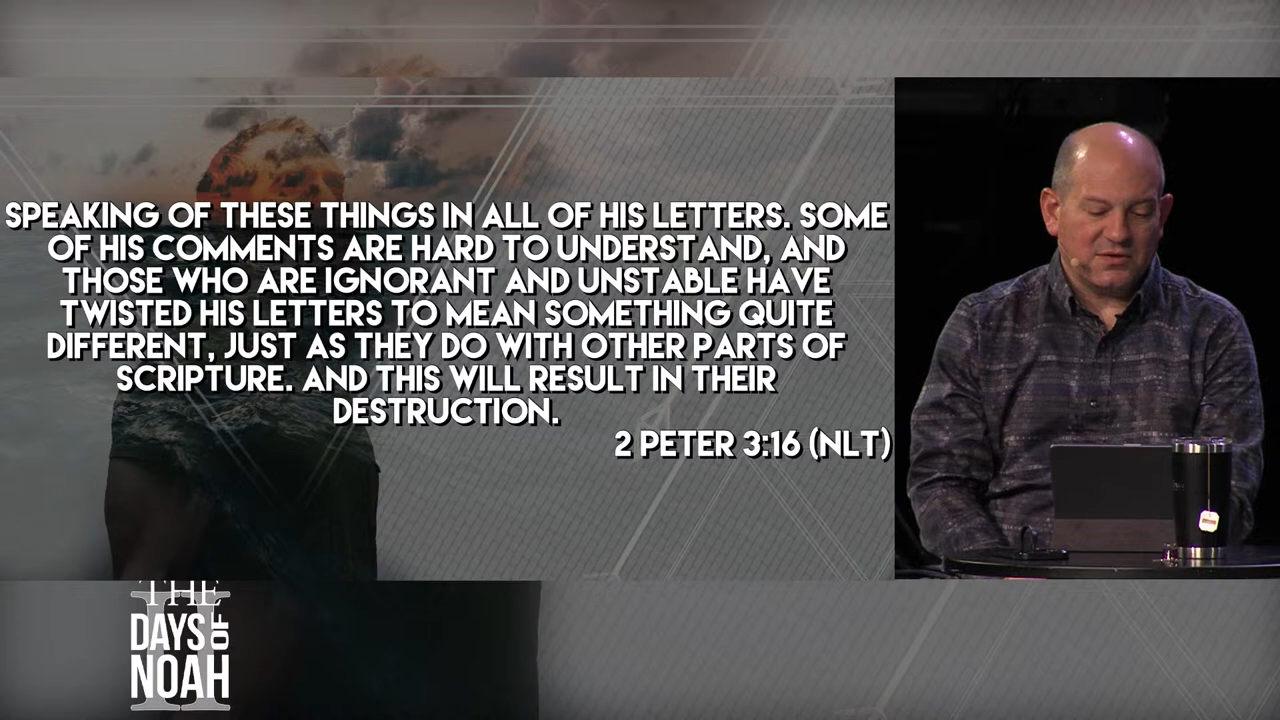 SPEAKING OF THESE THINGS IN ALL OF HIS LETTERS. SOME
OF HIS COMMENTS ARE HARD TO UNDERSTAND, AND
THOSE WHO ARE IGNORANT AND UNSTABLE HAVE
TWISTED HIS LETTERS TO MEAN SOMETHING QUITE
DIFFERENT, JUST AS THEY DO WITH OTHER PARTS OF
SCRIPTURE. AND THIS WILL RESULT IN THEIR
DESTRUCTION.
2 PETER 3:16 (NLT)
THE
II
DAYS OF
NOAH